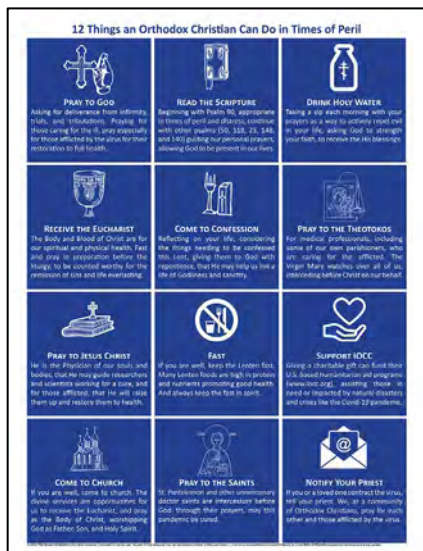 12 Things an Orthodox Christian Can Do in Times of Peril
PRAY TO GOD
Asking for deliverance from infirmity,
trials, and tribulations. Praying for
those caring for the ill, pray especially
for those afflicted by the virus for their
restoration to full health.
READ THE SCRIPTURE
Beginning with Psalm 90, appropriate
in times of peril and distress, continue
with other psalms (50, 118, 25, 148,
and 140) guiding our personal prayers,
allowing God to be present in our lives.
DRINK HOLY WATER
Taking a sip each morning with your
prayers as a way to actively repel evil
in your life, asking God to strengthen
your faith, to receive the His blessings.
RECEIVE THE EUCHARIST
The Body and Blood of Christ are for
our spiritual and physical health. Fast
and pray in preparation before the
liturgy, to be counted worthy for the
remission of sins and life everlasting.
COME TO CONFESSION
Reflecting on your life, considering
the things needing to be confessed
this Lent, giving them to God with
repentence, that He may help us live a
life of Godliness and sanctity.
PRAY TO THE THEOTOKOS
For medical professionals, including
some of our own parishioners, who
are caring for the afflicted. The
Virgin Mary watches over all of us,
interceding before Christ on our behalf.
PRAY TO JESUS CHRIST
He is the Physician of our souls and
bodies, that He may guide researchers
and scientists working for a cure, and
for those afflicted, that He will raise
them up and restore them to health.
FAST
If you are well, keep the Lenten fast.
Many Lenten foods are high in protein
and nutrients promoting good health.
And always keep the fast in spirit.
SUPPORT IOCC
Giving a charitable gift can fund their
U.S. based humanitarian aid programs
(www.iocc.org), assisting those in
need or impacted by natural disasters
and crises like the Covid-19 pandemic.
COME TO CHURCH
If you are well, come to church. The
divine services are opportunities for
us to receive the Eucharist, and pray
as the Body of Christ, worshipping
God as Father, Son, and Holy Spirit.
PRAY TO THE SAINTS
St. Panteleimon and other unmercenary
doctor saints are intercessors before
God, through their prayers, may this
pandemic be cured.
NOTIFY YOUR PRIEST
If you or a loved one contract the virus,
tell your priest. We, as a community
of Orthodox Christians, pray for each
other and those afflicted by the virus.